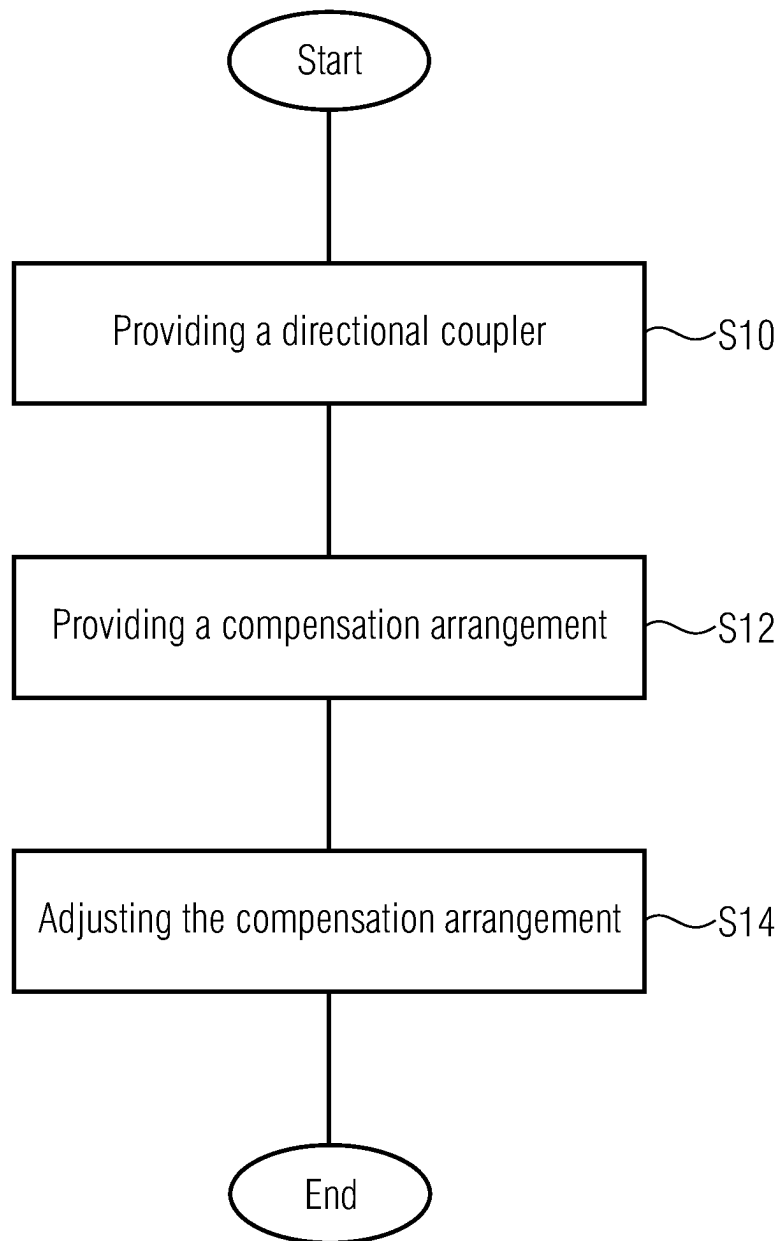 Start
Providing a directional coupler
S10
Providing a compensation arrangement
S12
Adjusting the compensation arrangement
S14
End